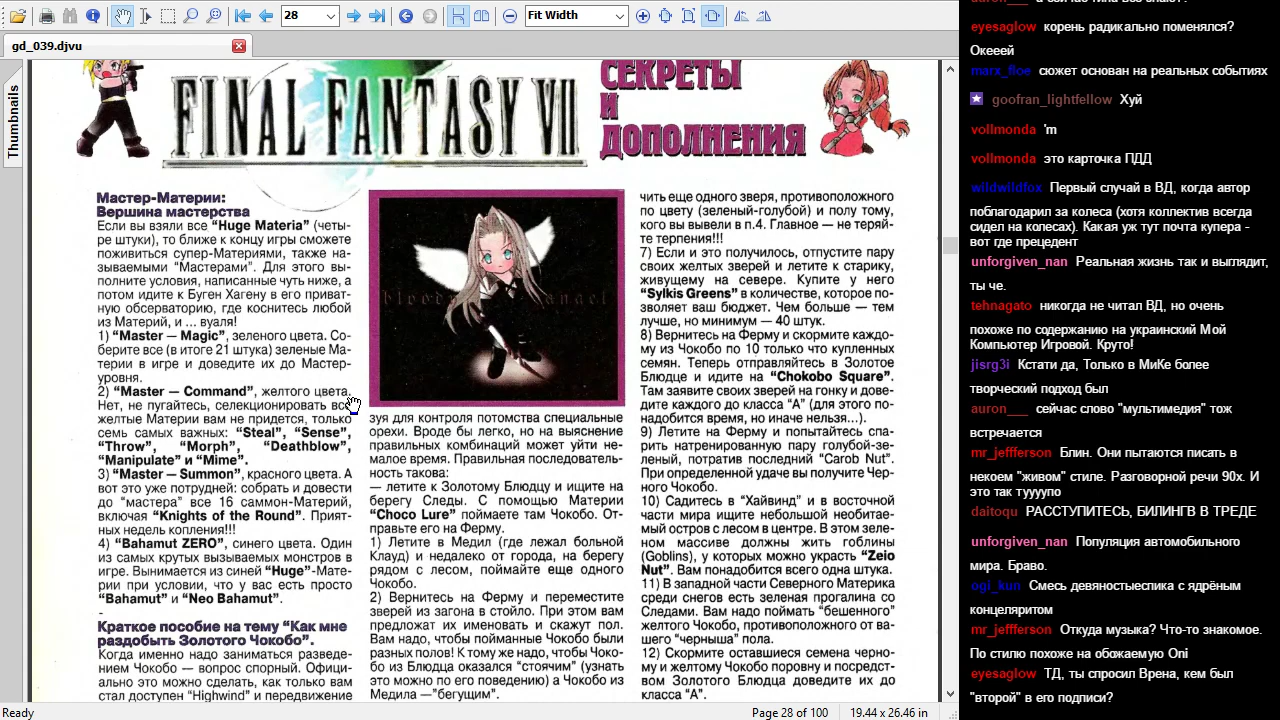 28
Fit Width
gd_039.djvu
Thumbnails
FINAL FANTASY VII
СЕКРЕТЫ
И
ДОПОЛНЕНИЯ
Мастер-Материи:
Вершина мастерства
Если вы взяли все “Huge Materia” (четы-
ре штуки), то ближе к концу игры сможете
поживиться супер-Материями, также на-
зываемыми “Мастерами”. Для этого вы-
полните условия, написанные чуть ниже, а
потом идите к Буген Хагену в его приват-
ную обсерваторию, где коснитесь любой
из Материй, и ... вуаля!
1) “Master — Magic”, зеленого цвета. Со-
берите все (в итоге 21 штука) зеленые Ма-
терии в игре и доведите их до Мастер-
уровня.
2) “Master — Command”, желтого цвета.
Нет, не пугайтесь, селекционировать все
желтые Материи вам не придется, только
семь самых важных: “Steal”, “Sense”,
“Throw”, “Morph”, “Deathblow”,
“Manipulate” и “Mime”.
3) “Master — Summon”, красного цвета. А
вот это уже потрудней: собрать и довести
до “мастера” все 16 саммон-Материй,
включая “Knights of the Round”. Прият-
ных недель копления!!!
4) “Bahamut ZERO”, синего цвета. Один
из самых крутых вызываемых монстров в
игре. Вынимается из синей “Huge”-Мате-
рии при условии, что у вас есть просто
“Bahamut” и “Neo Bahamut”.
-
Краткое пособие на тему “Как мне
раздобыть Золотого Чокобо”.
Когда именно надо заниматься разведе-
нием Чокобо — вопрос спорный. Офици-
ально это можно сделать, как только вам
стал доступен “Highwind” и передвижение
bloody angel
зуя для контроля потомства специальные
орехи. Вроде бы легко, но на выяснение
правильных комбинаций может уйти не-
малое время. Правильная последователь-
ность такова:
— летите к Золотому Блюдцу и ищите на
берегу Следы. С помощью Материи
“Choco Lure” поймаете там Чокобо. От-
правьте его на Ферму.
1) Летите в Медил (где лежал больной
Клауд) и недалеко от города, на берегу
рядом с лесом, поймайте еще одного
Чокобо.
2) Вернитесь на Ферму и переместите
зверей из загона в стойло. При этом вам
предложат их именовать и скажут пол.
Вам надо, чтобы пойманные Чокобо были
разных полов! К тому же надо, чтобы Чоко-
бо из Блюдца оказался “стоячим” (узнать
это можно по его поведению) а Чокобо из
Медила —”бегущим”.
чить еще одного зверя, противоположного
по цвету (зеленый-голубой) и полу тому,
кого вы вывели в п.4. Главное — не теряй-
те терпения!!!
7) Если и это получилось, отпустите пару
своих желтых зверей и летите к старику,
живущему на севере. Купите у него
“Sylkis Greens” в количестве, которое по-
зволяет ваш бюджет. Чем больше — тем
лучше, но минимум — 40 штук.
8) Вернитесь на Ферму и скормите каждо-
му из Чокобо по 10 только что купленных
семян. Теперь отправляйтесь в Золотое
Блюдце и идите на “Chokobo Square”.
Там заявите своих зверей на гонку и дове-
дите каждого до класса “А” (для этого по-
надобится время, но иначе нельзя...).
9) Летите на Ферму и попытайтесь спа-
рить натренированную пару голубой-зе-
леный, потратив последний “Carob Nut”.
При определенной удаче вы получите Чер-
ного Чокобо.
10) Садитесь в “Хайвинд” и в восточной
части мира ищите небольшой необитае-
мый остров с лесом в центре. В этом зеле-
ном массиве должны жить гоблины
(Goblins), у которых можно украсть “Zeio
Nut”. Вам понадобится всего одна штука.
11) В западной части Северного Материка
среди снегов есть зеленая прогалина со
Следами. Вам надо поймать “бешенного”
желтого Чокобо, противоположного от ва-
шего “черныша” пола.
12) Скормите оставшиеся семена черно-
му и желтому Чокобо поровну и посредст-
вом Золотого Блюдца доведите их до
класса “А”.
Ready
Page 28 of 100
19.44 x 26.46 in
eyesaglow корень радикально поменялся?
Океей
marx_floe сюжет основан на реальных событиях
goofran_lightfellow Хуй
vollmonda 'm
vollmonda это карточка ПДД
wildwildfox Первый случай в ВД, когда автор
поблагодарил за колеса (хотя коллектив всегда
сидел на колесах). Какая уж тут почта купера -
вот где прецедент
unforgiven_nan Реальная жизнь так и выглядит,
ты че.
tehnagato никогда не читал ВД, но очень
похоже по содержанию на украинский Мой
Компьютер Игровой. Круто!
jisrg3i Кстати да, Только в МиКе более
творческий подход был
auron___ сейчас слово "мультимедия" тож
встречается
mr_jeffferson Блин. Они пытаются писать в
некоем "живом" стиле. Разговорной речи 90х. И
это так туууупо
daitoqu РАССТУПИТЕСЬ, БИЛИНГВ В ТРЕДЕ
unforgiven_nan Популяция автомобильного
мира. Браво.
ogi_kun Смесь девяностыеспика с ядрёным
концеляритом
mr_jeffferson Откуда музыка? Что-то знакомое.
По стилю похоже на обожаемую Oni
eyesaglow ТД, ты спросил Врена, кем был
"второй" в его подписи?